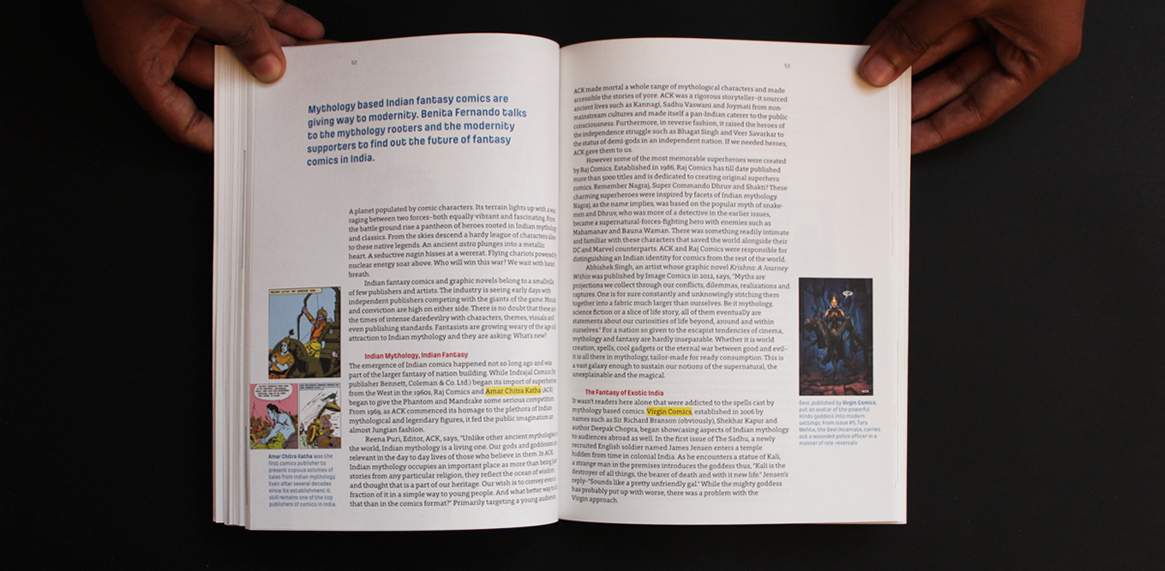 52
Mythology based Indian fantasy comics are
giving way to modernity. Benita Fernando talks
to the mythology rooters and the modernity
supporters to find out the future of fantasy
comics in India.
A planet populated by comic characters. Its terrain lights up with a
raging between two forces–both equally vibrant and fascinating. From
the battle ground rise a pantheon of heroes rooted in Indian mythology
and classics. From the skies descend a hardy league of characters alien
to these native legends. An ancient astra plunges into a metallic
heart. A seductive nagin hisses at a wererat. Flying chariots powered by
nuclear energy soar above. Who will win this war? We wait with bated
breath.
Indian fantasy comics and graphic novels belong to a small
of few publishers and artists. The industry is seeing early days with
independent publishers competing with the giants of the game.
and conviction are high on either side. There is no doubt that these are
the times of intense daredevilry with characters, themes, visuals and
even publishing standards. Fantasists are growing weary of the age old
attraction to Indian mythology and they are asking: What's new?
Indian Mythology, Indian Fantasy
The emergence of Indian comics happened not so long ago and was
part of the larger fantasy of nation building. While Indrajal Comics (
publisher Bennett, Coleman & Co. Ltd.) began its import of superheroes
from the West in the 1960s, Raj Comics and Amar Chitra Katha (ACK)
began to give the Phantom and Mandrake some serious competition.
From 1969, as ACK commenced its homage to the plethora of Indian
mythological and legendary figures, it fed the public imagination in
almost Jungian fashion.
Reena Puri, Editor, ACK, says, "Unlike other ancient mythologies
the world, Indian mythology is a living one. Our gods and goddesses are
relevant in the day to day lives of those who believe in them. In ACK
Indian mythology occupies an important place as more than being just
stories from any particular religion, they reflect the ocean of wisdom
and thought that is a part of our heritage. Our wish is to convey even a
fraction of it in a simple way to young people. And what better way to
that than in the comics format?" Primarily targeting a young audience
Amar Chitra Katha was the
first comics publisher to
present copious volumes of
tales from Indian mythology.
Even after several decades
since its establishment it
still remains one of the top
publishers of comics in India.
53
ACK made mortal a whole range of mythological characters and made
accessible the stories of yore. ACK was a rigorous storyteller–it sourced
ancient lives such as Kannagi, Sadhu Vaswani and Joymati from non-
mainstream cultures and made itself a pan-Indian caterer to the public
consciousness. Furthermore, in reverse fashion, it raised the heroes of
the independence struggle such as Bhagat Singh and Veer Savarkar to
the status of demi-gods in an independent nation. If we needed heroes,
ACK gave them to us.
However some of the most memorable superheroes were created
by Raj Comics. Established in 1986, Raj Comics has till date published
more than 5000 titles and is dedicated to creating original superhero
comics. Remember Nagraj, Super Commando Dhruv and Shakti? These
charming superheroes were inspired by facets of Indian mythology.
Nagraj, as the name implies, was based on the popular myth of snake-
men and Dhruv, who was more of a detective in the earlier issues,
became a supernatural-forces-fighting hero with enemies such as
Mahamanav and Bauna Waman. There was something readily intimate
and familiar with these characters that saved the world alongside their
DC and Marvel counterparts. ACK and Raj Comics were responsible for
distinguishing an Indian identity for comics from the rest of the world.
Abhishek Singh, an artist whose graphic novel Krishna: A Journey
Within was published by Image Comics in 2012, says, "Myths are
projections we collect through our conflicts, dilemmas, realizations and
raptures. One is for sure constantly and unknowingly stitching them
together into a fabric much larger than ourselves. Be it mythology,
science fiction or a slice of life story, all of them eventually are
statements about our curiosities of life beyond, around and within
ourselves." For a nation so given to the escapist tendencies of cinema,
mythology and fantasy are hardly inseparable. Whether it is world
creation, spells, cool gadgets or the eternal war between good and evil–
it is all there in mythology, tailor-made for ready consumption. This is
a vast galaxy enough to sustain our notions of the supernatural, the
unexplainable and the magical.
The Fantasy of Exotic India
It wasn't readers here alone that were addicted to the spells cast by
mythology based comics. Virgin Comics, established in 2006 by
names such as Sir Richard Branson (obviously), Shekhar Kapur and
author Deepak Chopra, began showcasing aspects of Indian mythology
to audiences abroad as well. In the first issue of The Sadhu, a newly
recruited English soldier named James Jensen enters a temple
hidden from time in colonial India. As he encounters a statue of Kali,
a strange man in the premises introduces the goddess thus, "Kali is the
destroyer of all things, the bearer of death and with it new life." Jensen's
reply–"Sounds like a pretty unfriendly gal." While the mighty goddess
has probably put up with worse, there was a problem with the
Virgin approach.
Devi, published by Virgin Comics,
put an avatar of the powerful
Hindu goddess into modern
settings. From issue #5, Tara
Mehta, the Devi incarnate, carries
out a wounded police officer in a
manner of role-reversals.